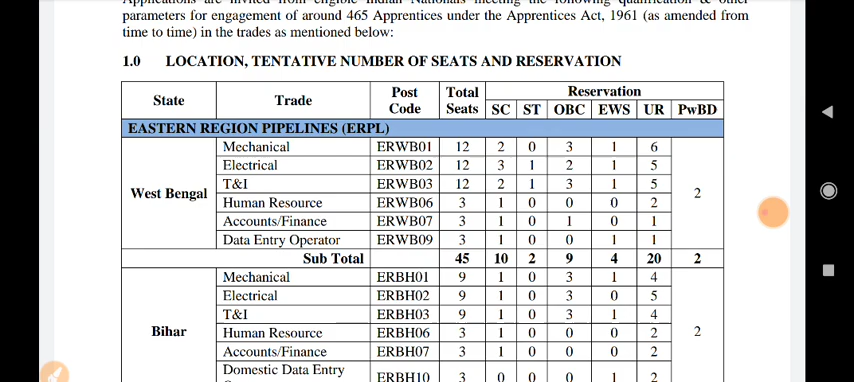 parameters for engagement of around 465 Apprentices under the Apprentices Act, 1961 (as amended from
time to time) in the trades as mentioned below:
1.0 LOCATION, TENTATIVE NUMBER OF SEATS AND RESERVATION
State Trade Post Code Total Seats Reservation
SC ST OBC EWS UR PwBD
EASTERN REGION PIPELINES (ERPL)
West Bengal
Mechanical ERWB01 12 2 0 3 1 6 2
Electrical ERWB02 12 3 1 2 1 5
T&I ERWB03 12 2 1 3 1 5
Human Resource ERWB06 3 1 0 0 0 2
Accounts/Finance ERWB07 3 1 0 1 0 1
Data Entry Operator ERWB09 3 1 0 0 1 1
Sub Total 45 10 2 9 4 20 2
Bihar
Mechanical ERBH01 9 1 0 3 1 4 2
Electrical ERBH02 9 1 0 3 0 5
T&I ERBH03 9 1 0 3 1 4
Human Resource ERBH06 3 1 0 0 0 2
Accounts/Finance ERBH07 3 1 0 0 0 2
Domestic Data Entry ERBH10 3 0 0 0 1 2